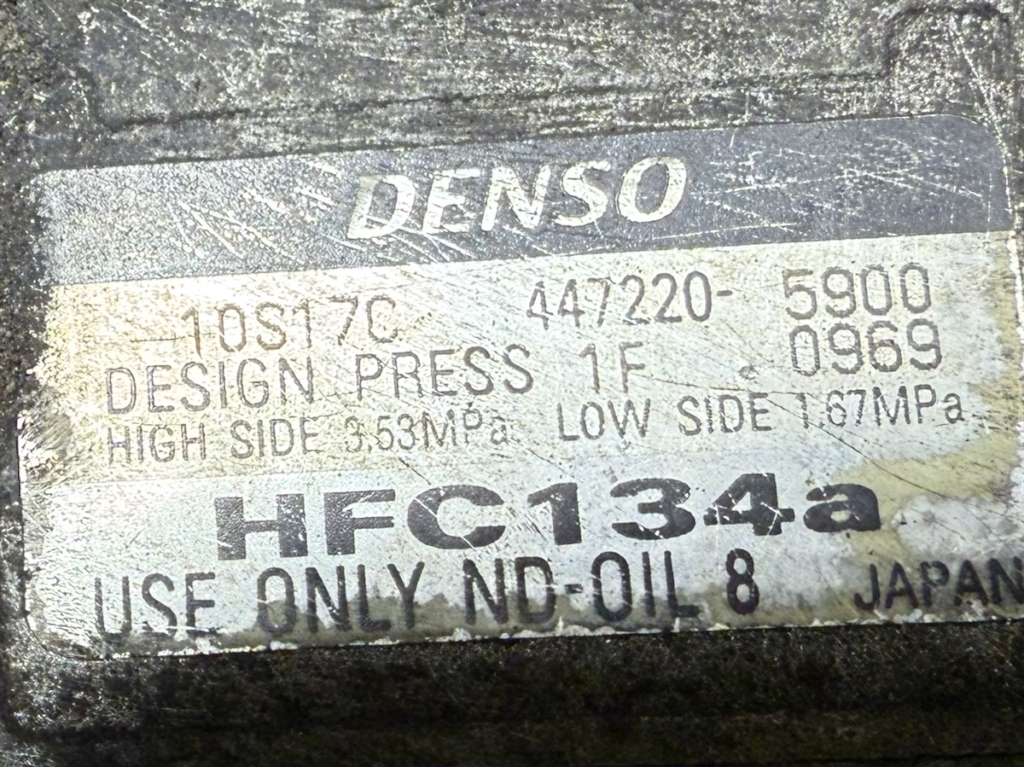 DENSO
10S17C 447220-5900
DESIGN PRESS 1F 0969
HIGH SIDE 3.53MPa LOW SIDE 1.67MPa
HFC134a
USE ONLY ND-OIL 8 JAPAN